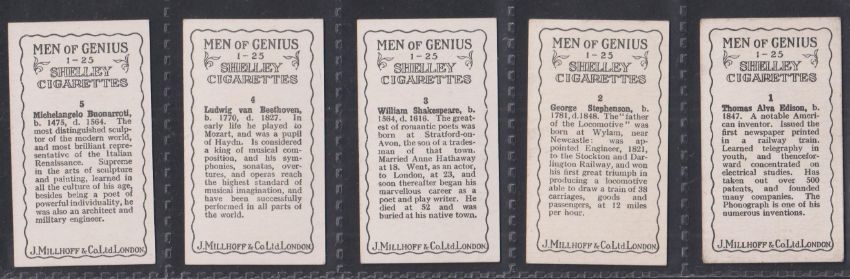 MEN OF GENIUS
1-25
SHELLEY
CIGARETTES
5
Michelangelo Buonarroti,
b. 1475, d. 1564. The
most distinguished sculp-
tor of the modern world,
and most brilliant repre-
sentative of the Italian
Renaissance. Supreme
in the arts of sculpture
and painting, learned in
all the culture of his age,
besides being a poet of
powerful individuality, he
was also an architect and
military engineer.
J. MILLHOFF & Co Ltd LONDON
MEN OF GENIUS
1-25
SHELLEY
CIGARETTES
4
Ludwig van Beethoven,
b. 1770, d. 1827. In
early life he played to
Mozart, and was a pupil
of Haydn. Is considered
a king of musical com-
position, and his sym-
phonies, sonatas, over-
tures, and operas reach
the highest standard of
musical imagination, and
have been successfully
performed in all parts of
the world.
J. MILLHOFF & Co Ltd LONDON
MEN OF GENIUS
1-25
SHELLEY
CIGARETTES
3
William Shakespeare, b.
1564, d. 1616. The great-
est of romantic poets was
born at Stratford-on-
Avon, the son of a trades-
man of that town.
Married Anne Hathaway
at 18. Went, as an actor,
to London, at 23, and
soon thereafter began his
marvellous career as a
poet and play writer. He
died at 52 and was
buried at his native town.
J. MILLHOFF & Co Ltd LONDON
MEN OF GENIUS
1-25
SHELLEY
CIGARETTES
2
George Stephenson, b.
1781, d. 1848. The "father
of the Locomotive" was
born at Wylam, near
Newcastle: was ap-
pointed Engineer, 1821,
to the Stockton and Dar-
lington Railway, and won
his first great triumph in
producing a locomotive
able to draw a train of 38
carriages, goods and
passengers, at 12 miles
per hour.
J. MILLHOFF & Co Ltd LONDON
MEN OF GENIUS
1-25
SHELLEY
CIGARETTES
1
Thomas Alva Edison, b.
1847. A notable Ameri-
can inventor. Issued the
first newspaper printed
in a railway train.
Learned telegraphy in
youth, and thencefor-
ward concentrated on
electrical studies. Has
taken out over 500
patents, and founded
many companies. The
Phonograph is one of his
numerous inventions.
J. MILLHOFF & Co Ltd LONDON